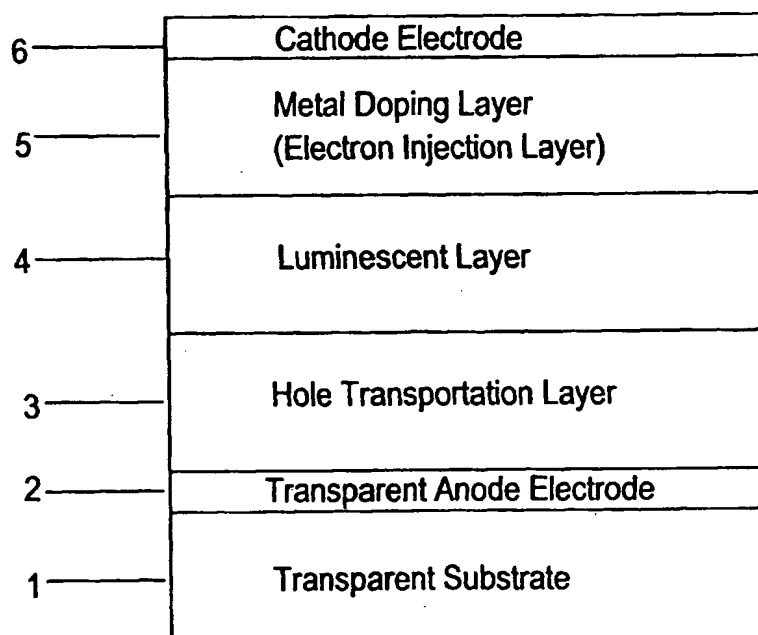 6 Cathode Electrode
5 Metal Doping Layer
(Electron Injection Layer)
4 Luminescent Layer
3 Hole Transportation Layer
2 Transparent Anode Electrode
1 Transparent Substrate